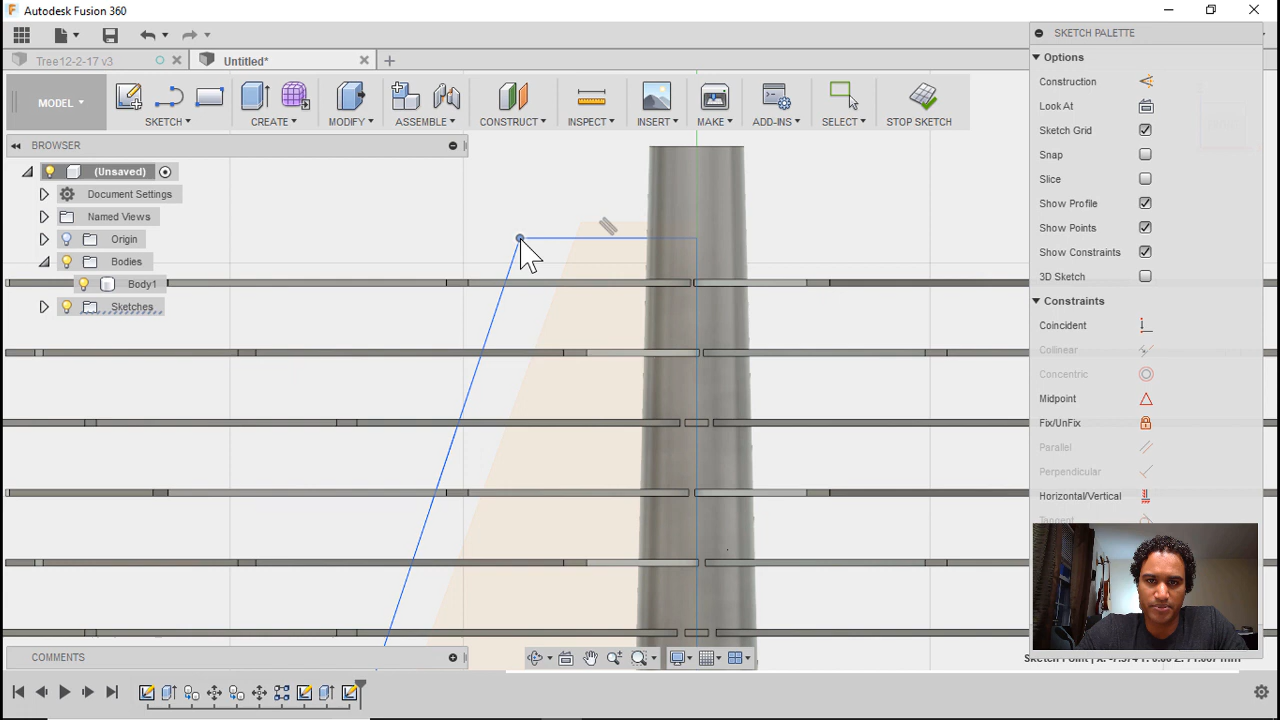 Autodesk Fusion 360
Tree12-2-17 v3
Untitled*
MODEL
SKETCH
CREATE
MODIFY
ASSEMBLE
CONSTRUCT
INSPECT
INSERT
MAKE
ADD-INS
SELECT
STOP SKETCH
BROWSER
(Unsaved)
Document Settings
Named Views
Origin
Bodies
Body1
Sketches
SKETCH PALETTE
Options
Construction
Look At
Sketch Grid
Snap
Slice
Show Profile
Show Points
Show Constraints
3D Sketch
Constraints
Coincident
Collinear
Concentric
Midpoint
Fix/UnFix
Parallel
Perpendicular
Horizontal/Vertical
Tangent
COMMENTS